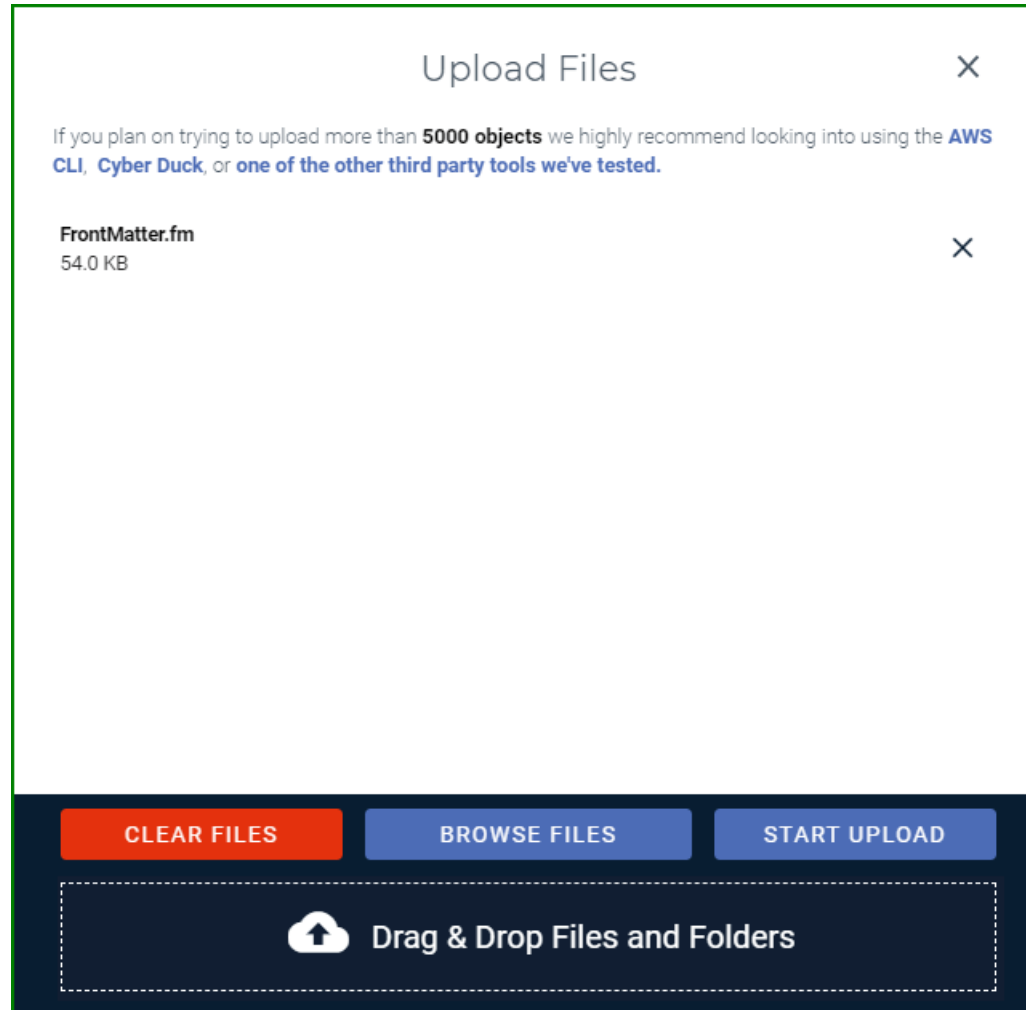 Upload Files
If you plan on trying to upload more than 5000 objects we highly recommend looking into using the AWS
CLI, Cyber Duck, or one of the other third party tools we've tested.
FrontMatter.fm
54.0 KB
CLEAR FILES
BROWSE FILES
START UPLOAD
Drag & Drop Files and Folders